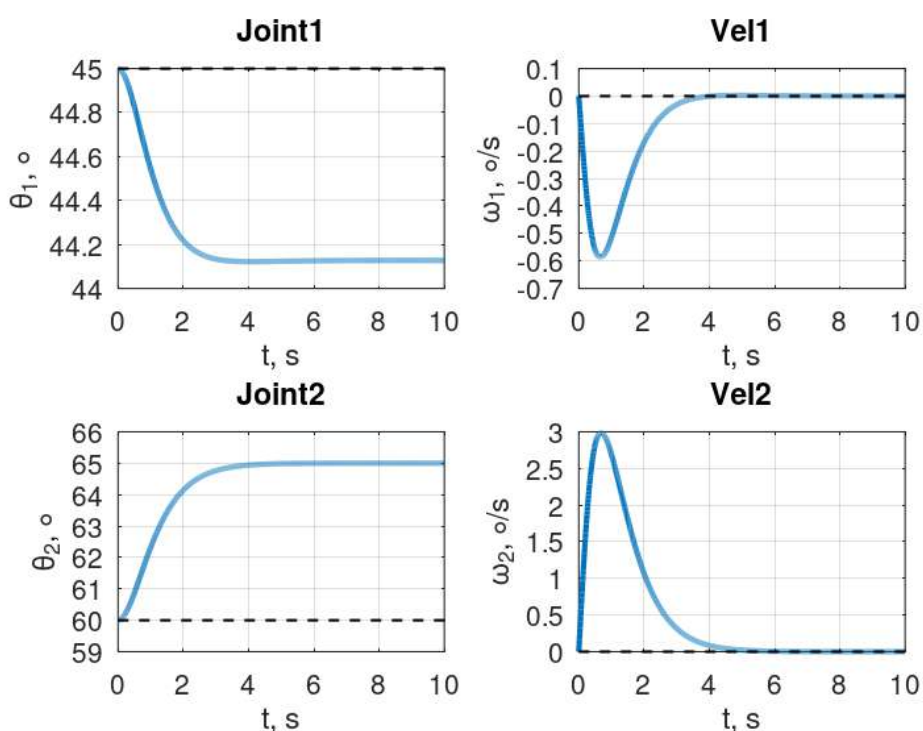 Joint1
45
44.8
44.6
44.4
44.2
44
θ₁, ○
0 2 4 6 8 10
t, s
Vel1
0.1
0
-0.1
-0.2
-0.3
-0.4
-0.5
-0.6
-0.7
ω₁, ○/s
0 2 4 6 8 10
t, s
Joint2
66
65
64
63
62
61
60
59
θ₂, ○
0 2 4 6 8 10
t, s
Vel2
3
2.5
2
1.5
1
0.5
0
ω₂, ○/s
0 2 4 6 8 10
t, s